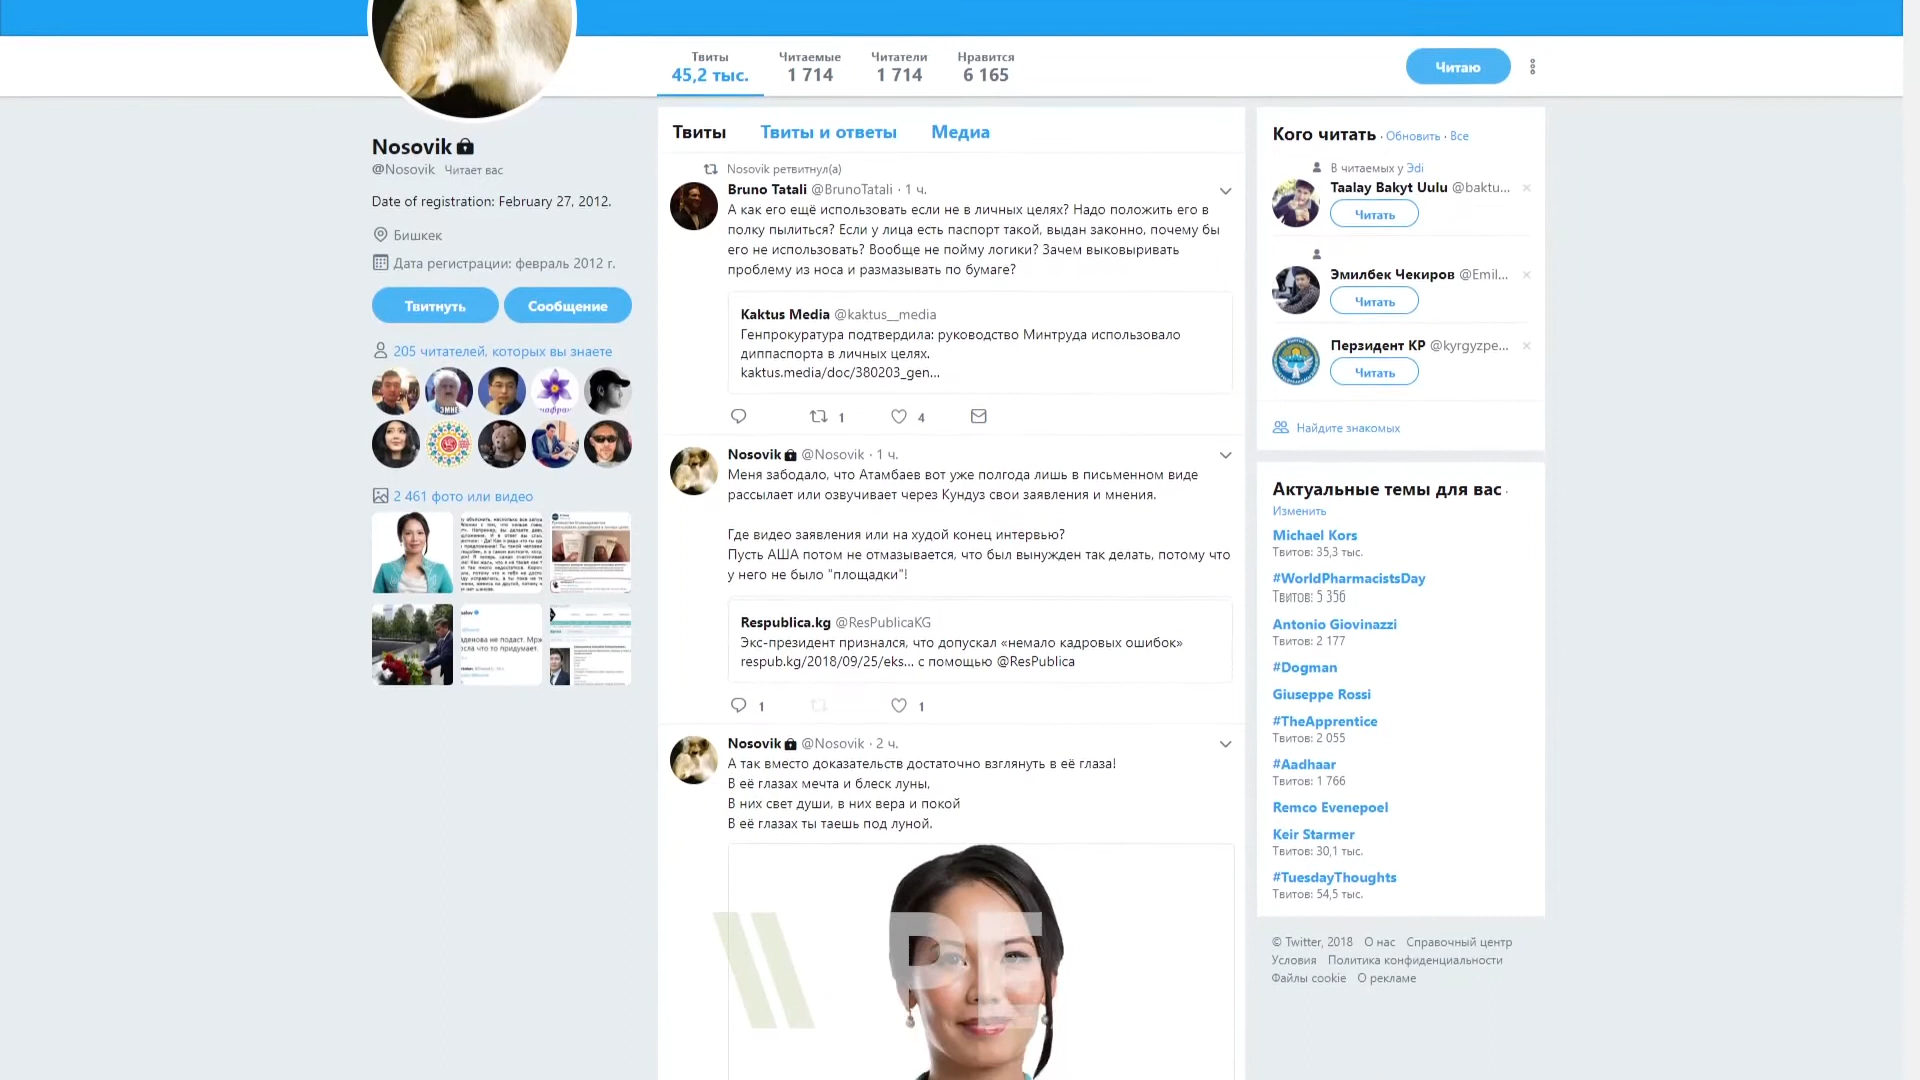 Твиты
45,2 тыс.
Читаемые
1 714
Читатели
1 714
Нравится
6 165
Читаю
Nosovik
@Nosovik Читает вас
Date of registration: February 27, 2012.
Бишкек
Дата регистрации: февраль 2012 г.
Твитнуть
Сообщение
205 читателей, которых вы знаете
2 461 фото или видео
Твиты
Твиты и ответы
Медиа
Nosovik ретвитнул(а)
Bruno Tatali @BrunoTatali · 1 ч.
А как его ещё использовать если не в личных целях? Надо положить его в
полку пылиться? Если у лица есть паспорт такой, выдан законно, почему бы
его не использовать? Вообще не пойму логики? Зачем выковыривать
проблему из носа и размазывать по бумаге?
Kaktus Media @kaktus__media
Генпрокуратура подтвердила: руководство Минтруда использовало
диппаспорта в личных целях.
kaktus.media/doc/380203_gen...
1
4
Nosovik @Nosovik · 1 ч.
Меня забодало, что Атамбаев вот уже полгода лишь в письменном виде
рассылает или озвучивает через Кундуз свои заявления и мнения.
Где видео заявления или на худой конец интервью?
Пусть АША потом не отмазывается, что был вынужден так делать, потому что
у него не было "площадки"!
Respublica.kg @ResPublicaKG
Экс-президент признался, что допускал «немало кадровых ошибок»
respub.kg/2018/09/25/eks... с помощью @ResPublica
1
1
Nosovik @Nosovik · 2 ч.
А так вместо доказательств достаточно взглянуть в её глаза!
В её глазах мечта и блеск луны,
В них свет души, в них вера и покой
В её глазах ты таешь под луной.
РЕ
Кого читать · Обновить · Все
В читаемых у Эdi
Taalay Bakyt Uulu @baktu...
Читать
Эмилбек Чекиров @Emil...
Читать
Перзидент КР @kyrgyzpe...
Читать
Найдите знакомых
Актуальные темы для вас ·
Изменить
Michael Kors
Твитов: 35,3 тыс.
#WorldPharmacistsDay
Твитов: 5 356
Antonio Giovinazzi
Твитов: 2 177
#Dogman
Giuseppe Rossi
#TheApprentice
Твитов: 2 055
#Aadhaar
Твитов: 1 766
Remco Evenepoel
Keir Starmer
Твитов: 30,1 тыс.
#TuesdayThoughts
Твитов: 54,5 тыс.
© Twitter, 2018 О нас Справочный центр
Условия Политика конфиденциальности
Файлы cookie О рекламе